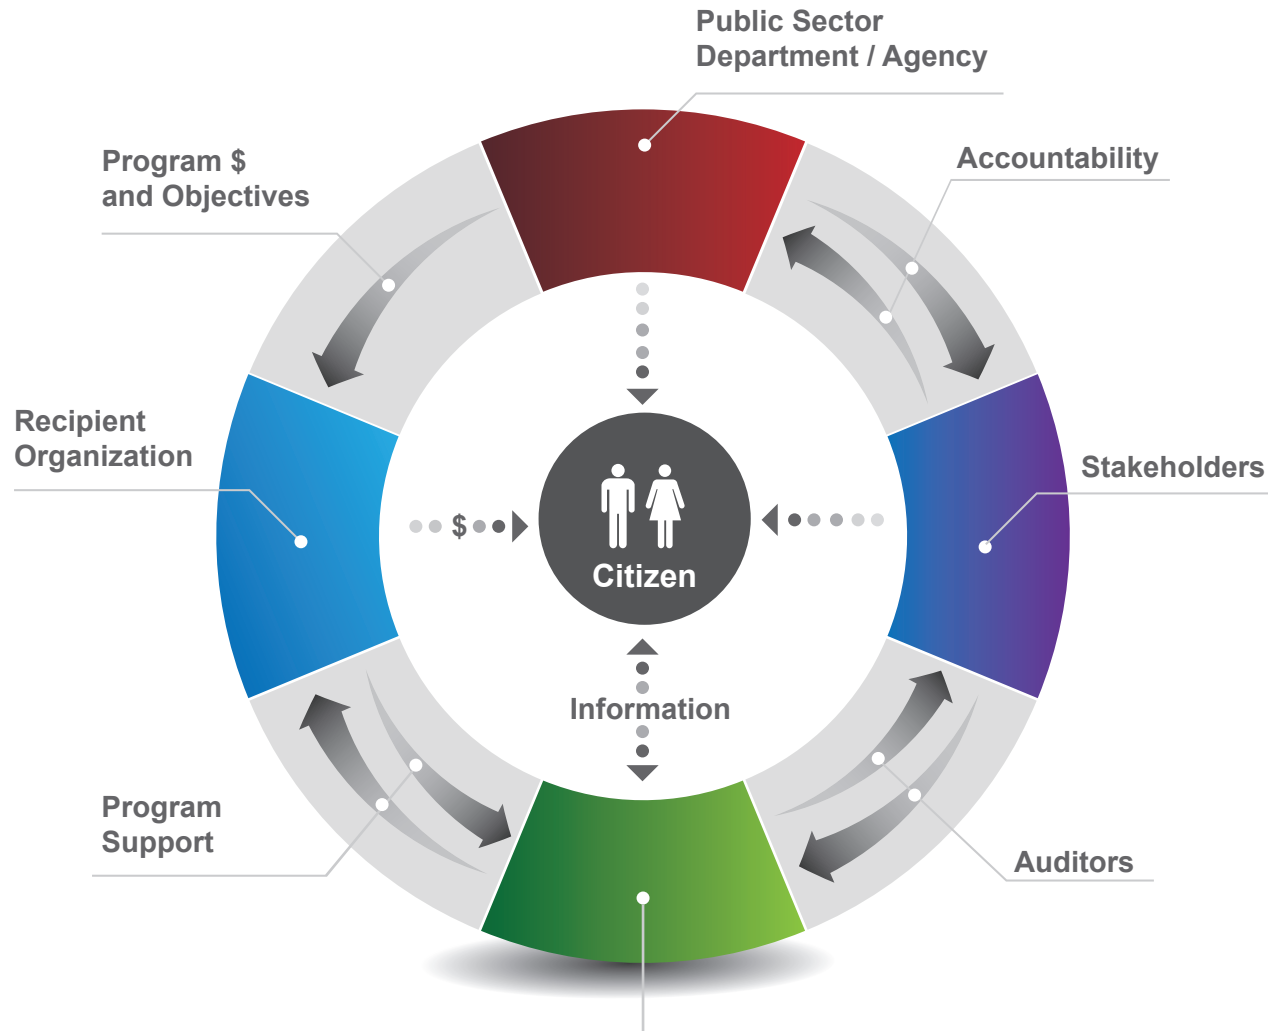 Public Sector
Department / Agency
Program $
and Objectives
Accountability
Recipient
Organization
Stakeholders
$
Citizen
Information
Program
Support
Auditors